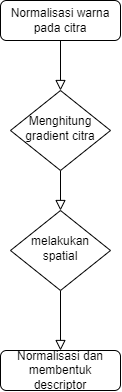 Normalisasi warna
pada citra
Menghitung
gradient citra
melakukan
spatial
Normalisasi dan
membentuk
descriptor